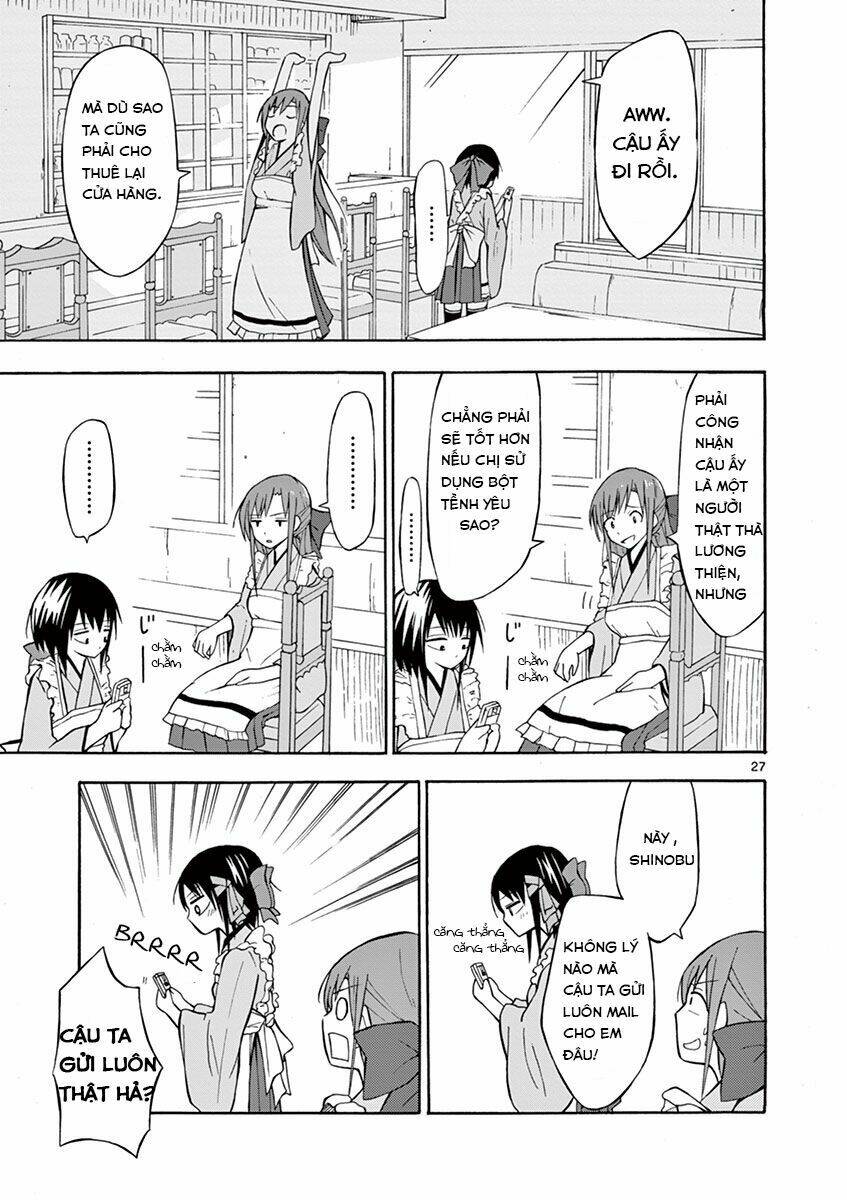 AWW.
CẬU ẤY
ĐI RỒI.
.........
MÀ DÙ SAO
TA CŨNG
PHẢI CHO
THUÊ LẠI
CỬA HÀNG.
PHẢI
CÔNG
NHẬN
CẬU ẤY
LÀ MỘT
NGƯỜI
THẬT THÀ
LƯƠNG
THIỆN,
NHƯNG
CHẲNG PHẢI
SẼ TỐT HƠN
NẾU CHỊ SỬ
DỤNG BỘT
TỀNH YÊU
SAO?
.........
じ
chằm
chằm
.........
じ
chằm
chằm
.........
27
NÀY ,
SHINOBU
KHÔNG LÝ
NÀO MÀ
CẬU TA GỬI
LUÔN MAIL
CHO EM
ĐÂU!
căng thẳng
căng thẳng
BRRRR
CẬU TA
GỬI LUÔN
THẬT HẢ?